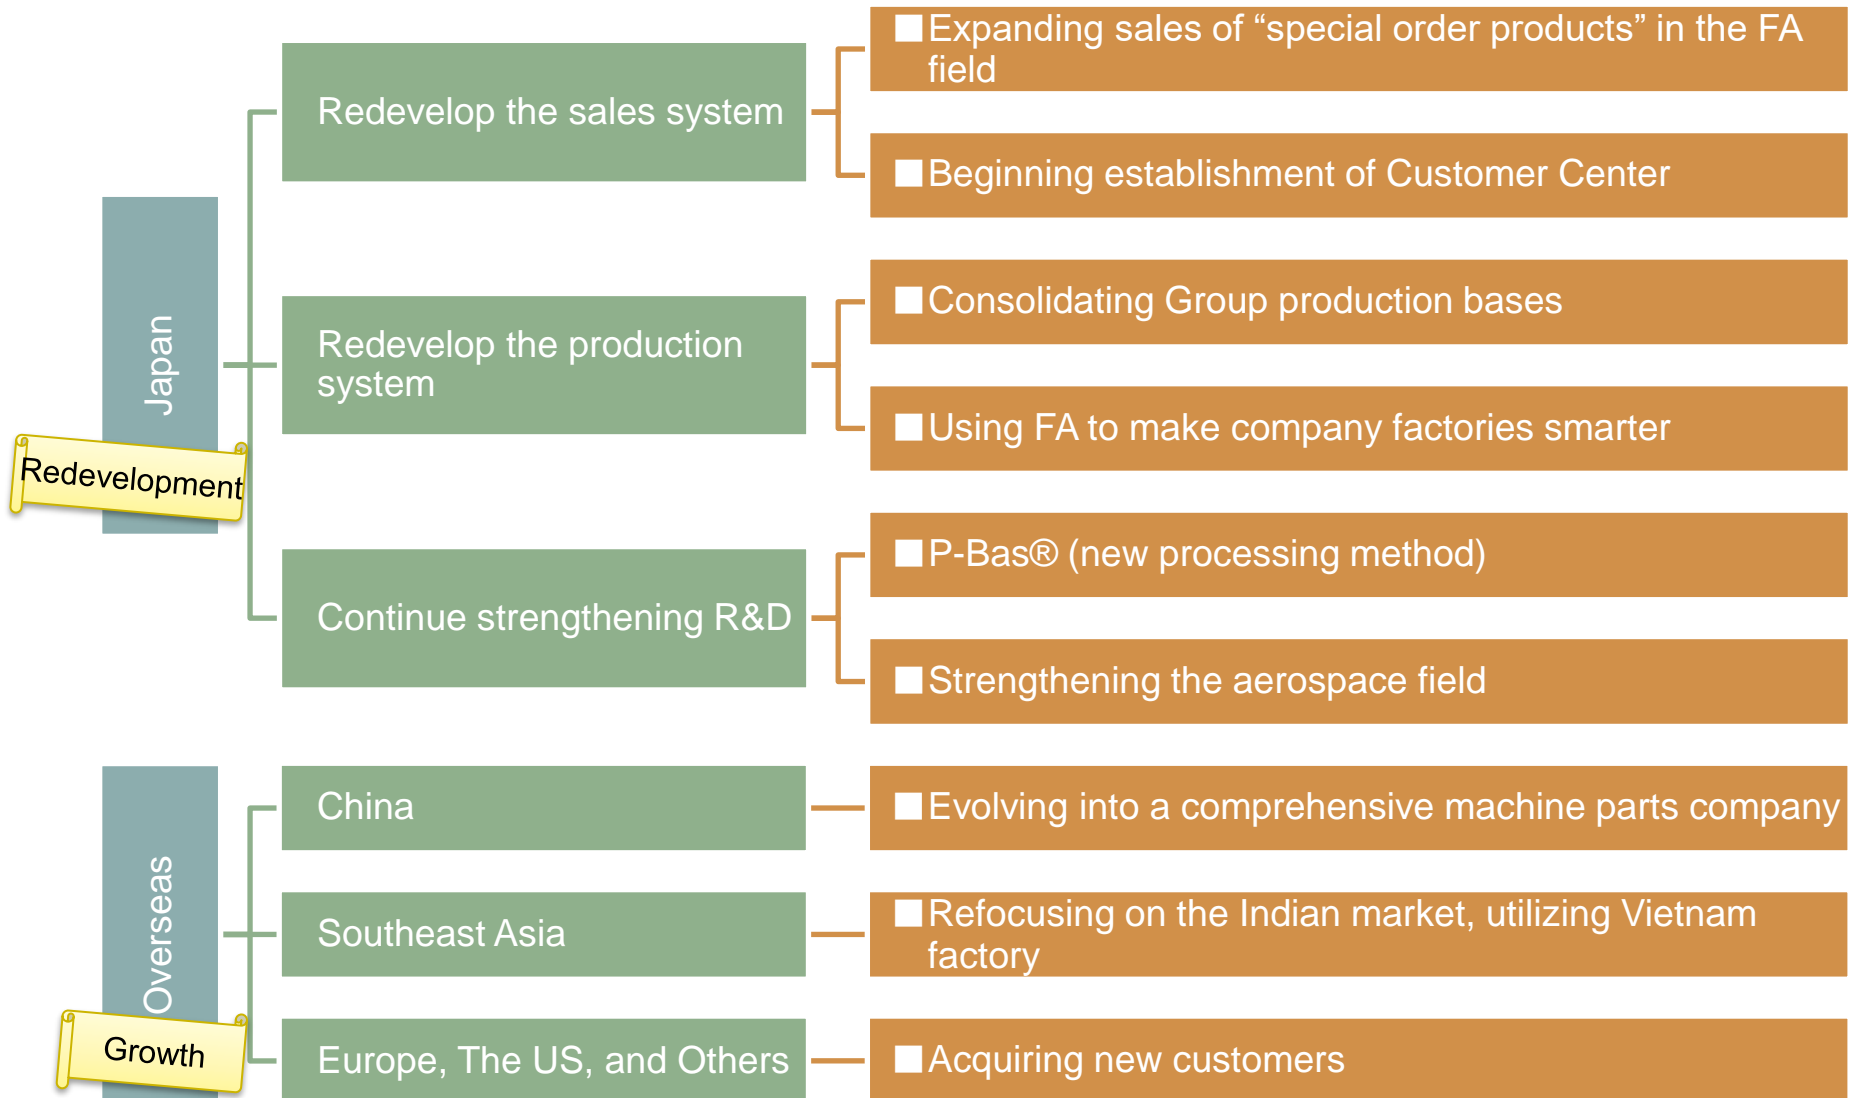 Japan
Redevelopment
Redevelop the sales system
■Expanding sales of “special order products” in the FA
field
■Beginning establishment of Customer Center
Redevelop the production
system
■Consolidating Group production bases
■Using FA to make company factories smarter
Continue strengthening R&D
■P-Bas® (new processing method)
■Strengthening the aerospace field
Overseas
Growth
China
■Evolving into a comprehensive machine parts company
Southeast Asia
■Refocusing on the Indian market, utilizing Vietnam
factory
Europe, The US, and Others
■Acquiring new customers